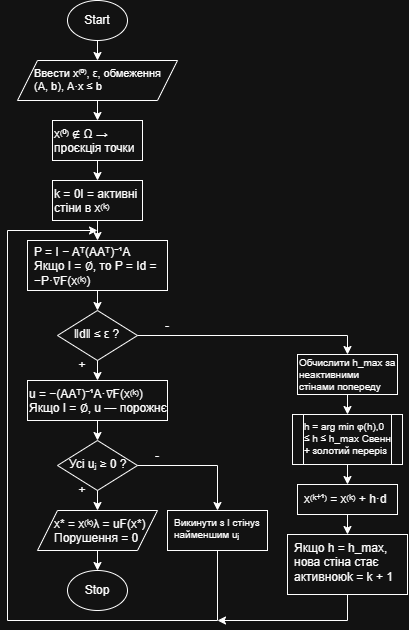 Start
Ввести x⁽⁰⁾, ε, обмеження
(A, b), A·x ≤ b
x⁽⁰⁾ ∉ Ω →
проєкція точки
k = 0I = активні
стіни в x⁽ᵏ⁾
P = I − Aᵀ(AAᵀ)⁻¹A
Якщо I = ∅, то P = Id =
−P·∇F(x⁽ᵏ⁾)
‖d‖ ≤ ε ?
-
+
u = −(AAᵀ)⁻¹A·∇F(x⁽ᵏ⁾)
Якщо I = ∅, u — порожнє
Усі uⱼ ≥ 0 ?
-
+
x* = x⁽ᵏ⁾λ = uF(x*)
Порушення = 0
Stop
Викинути з I стінуз
найменшим uⱼ
Обчислити h_max за
неактивними
стінами попереду
h = arg min φ(h),0
≤ h ≤ h_max Свенн
+ золотий переріз
x⁽ᵏ⁺¹⁾ = x⁽ᵏ⁾ + h·d
Якщо h = h_max,
нова стіна стає
активноюk = k + 1